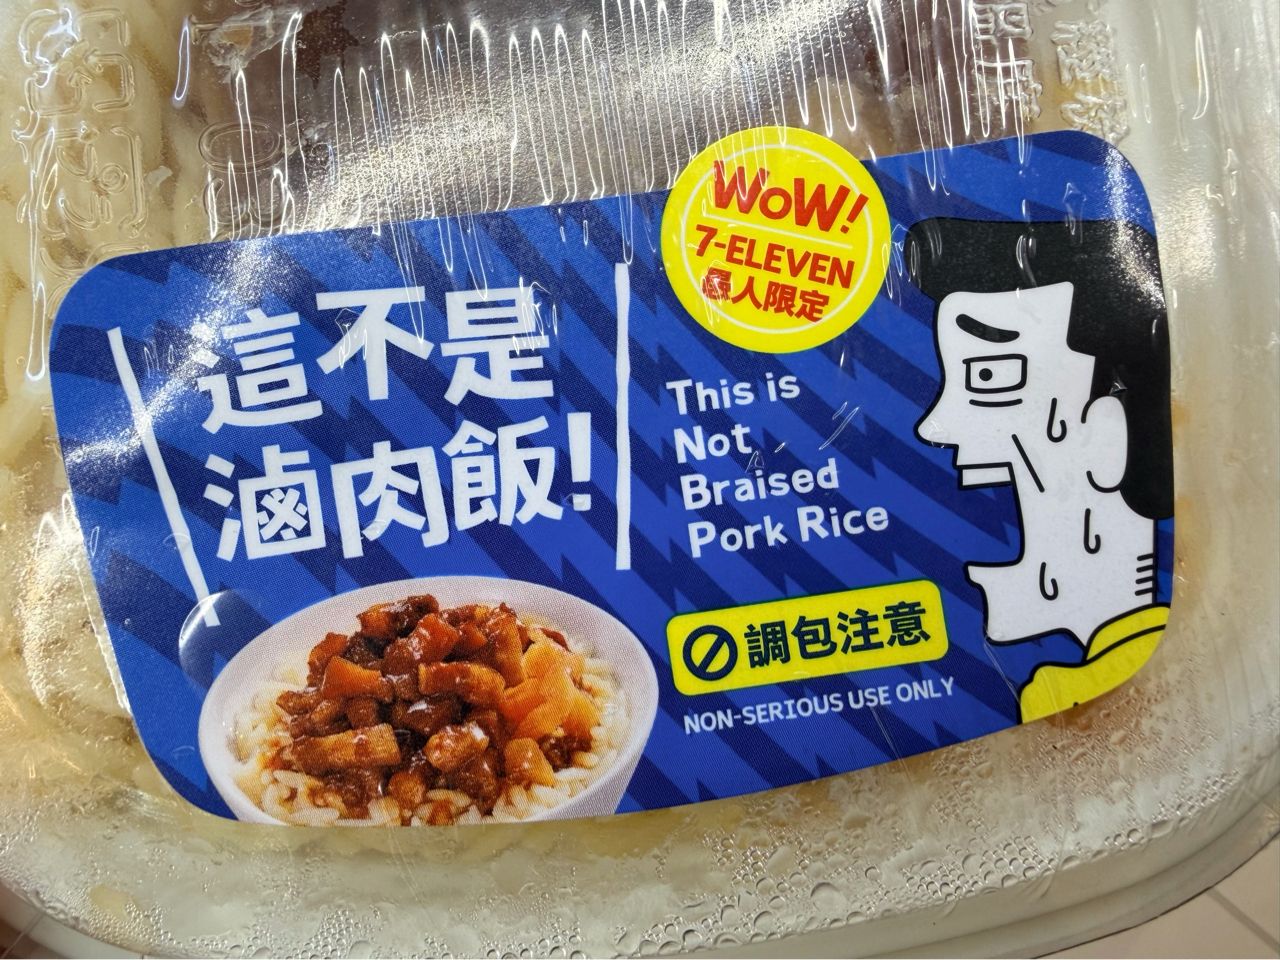 WoW!
7-ELEVEN
人限定
這不是
滷肉飯!
This is
Not
Braised
Pork Rice
調包注意
NON-SERIOUS USE ONLY